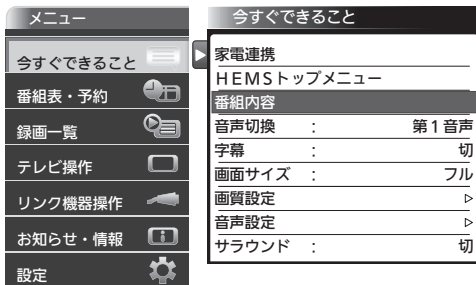 メニュー
今すぐできること
番組表・予約
録画一覧
テレビ操作
リンク機器操作
お知らせ・情報
設定
今すぐできること
家電連携
HEMSトップメニュー
番組内容
音声切換 : 第1音声
字幕 : 切
画面サイズ : フル
画質設定
音声設定
サラウンド : 切